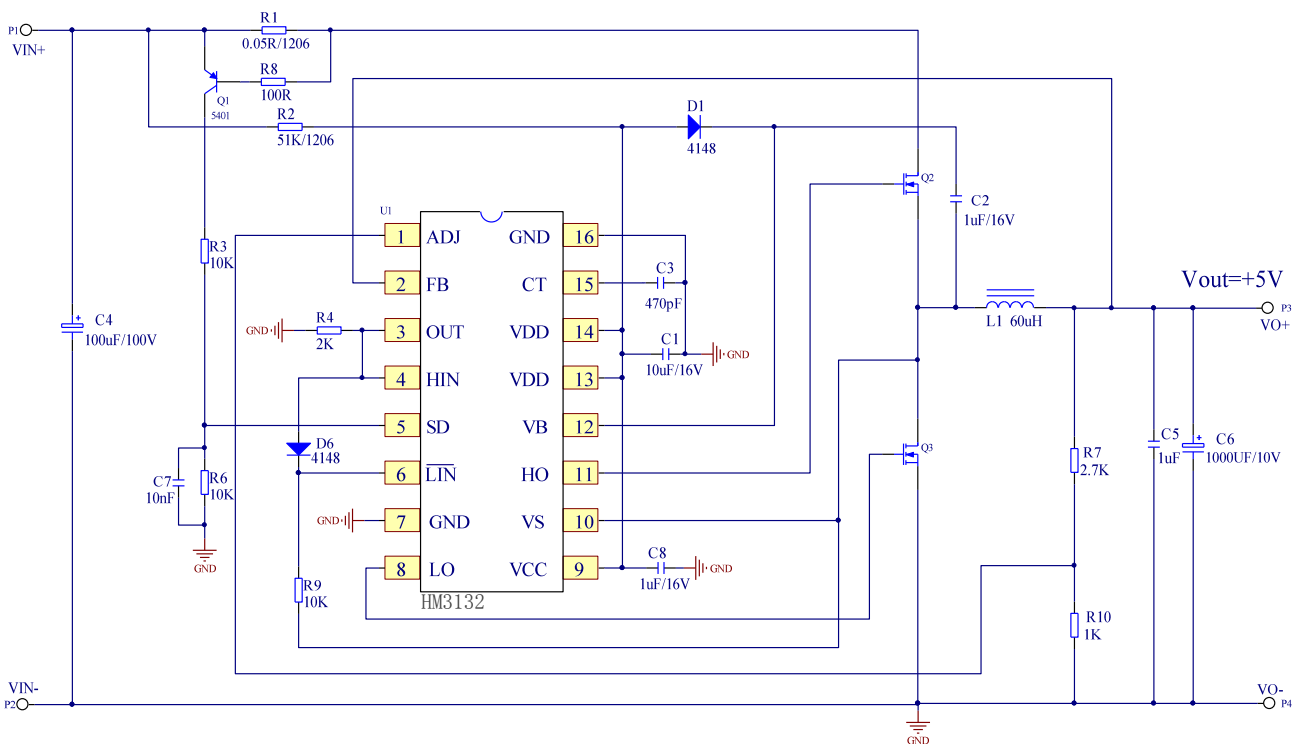 P1
VIN+
R1
0.05R/1206
R8
100R
Q1
5401
R2
51K/1206
D1
4148
Q2
C2
1uF/16V
U1
1 ADJ GND 16
2 FB CT 15
3 OUT VDD 14
4 HIN VDD 13
5 SD VB 12
6 LIN HO 11
7 GND VS 10
8 LO VCC 9
HM3132
R3
10K
C3
470pF
Vout=+5V
P3
VO+
L1 60uH
C4
100uF/100V
GND
R4
2K
C1
10uF/16V
GND
D6
4148
Q3
C7
10nF
R6
10K
GND
GND
R7
2.7K
C5
1uF
C6
1000UF/10V
C8
1uF/16V
GND
R9
10K
R10
1K
VIN-
P2
VO-
P4
GND